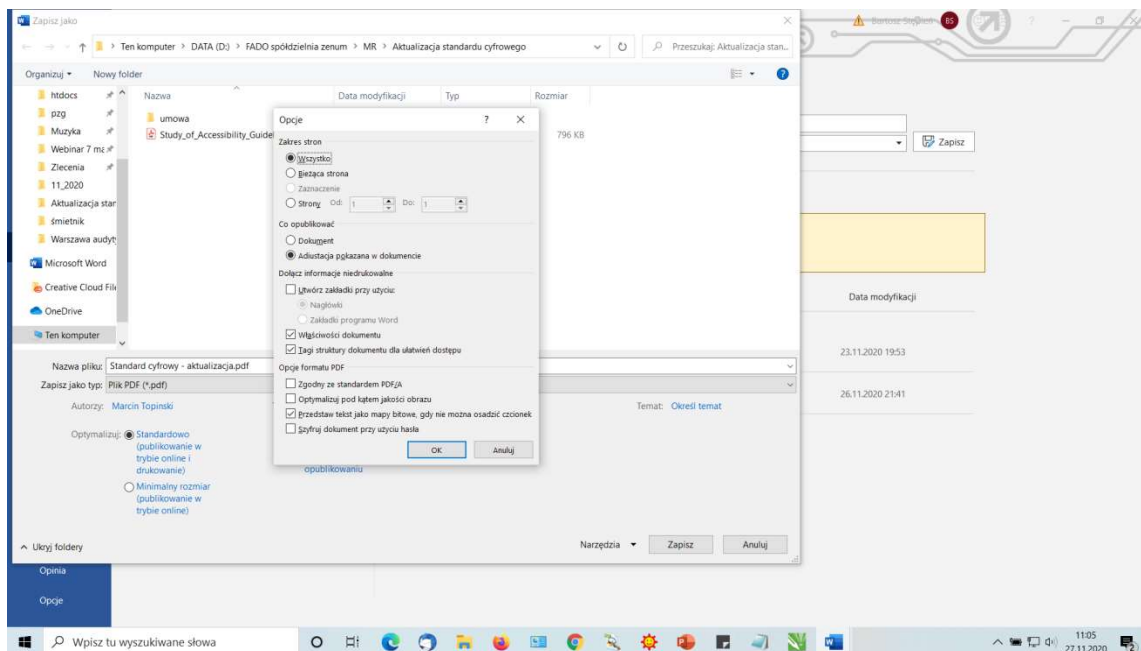 Zapisz jako
Bartosz Stępień BS
Ten komputer > DATA (D:) > FADO spółdzielnia zenum > MR > Aktualizacja standardu cyfrowego
Przeszukaj: Aktualizacja stan...
Organizuj
Nowy folder
htdocs
pzg
Muzyka
Webinar 7 ma
Zlecenia
11_2020
Aktualizacja star
śmietnik
Warszawa audyt
Microsoft Word
Creative Cloud File
OneDrive
Ten komputer
Nazwa
Data modyfikacji
Typ
Rozmiar
umowa
Study_of_Accessibility_Guide
796 KB
Opcje
Zakres stron
Wszystko
Bieżąca strona
Zaznaczenie
Strony Od: 1 Do: 1
Co opublikować
Dokument
Adiustacja pokazana w dokumencie
Dołącz informacje niedrukowalne
Utwórz zakładki przy użyciu:
Nagłówki
Zakładki programu Word
Właściwości dokumentu
Tagi struktury dokumentu dla ułatwień dostępu
Opcje formatu PDF
Zgodny ze standardem PDF/A
Optymalizuj pod kątem jakości obrazu
Przedstaw tekst jako mapy bitowe, gdy nie można osadzić czcionek
Szyfruj dokument przy użyciu hasła
OK
Anuluj
Zapisz
Data modyfikacji
23.11.2020 19:53
26.11.2020 21:41
Nazwa pliku: Standard cyfrowy - aktualizacja.pdf
Zapisz jako typ: Plik PDF (*.pdf)
Autorzy: Marcin Topinski
Temat: Określ temat
Optymalizuj: Standardowo
(publikowanie w
trybie online i
drukowanie)
Minimalny rozmiar
(publikowanie w
trybie online)
opublikowaniu
Ukryj foldery
Narzędzia
Zapisz
Anuluj
Opinia
Opcje
Wpisz tu wyszukiwane słowa
11:05
27.11.2020